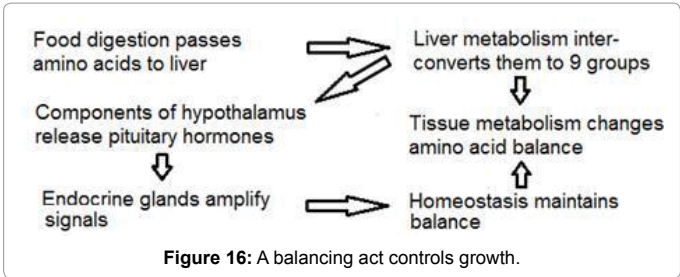 Food digestion passes
amino acids to liver
Liver metabolism inter-
converts them to 9 groups
Components of hypothalamus
release pituitary hormones
Tissue metabolism changes
amino acid balance
Endocrine glands amplify
signals
Homeostasis maintains
balance
Figure 16: A balancing act controls growth.